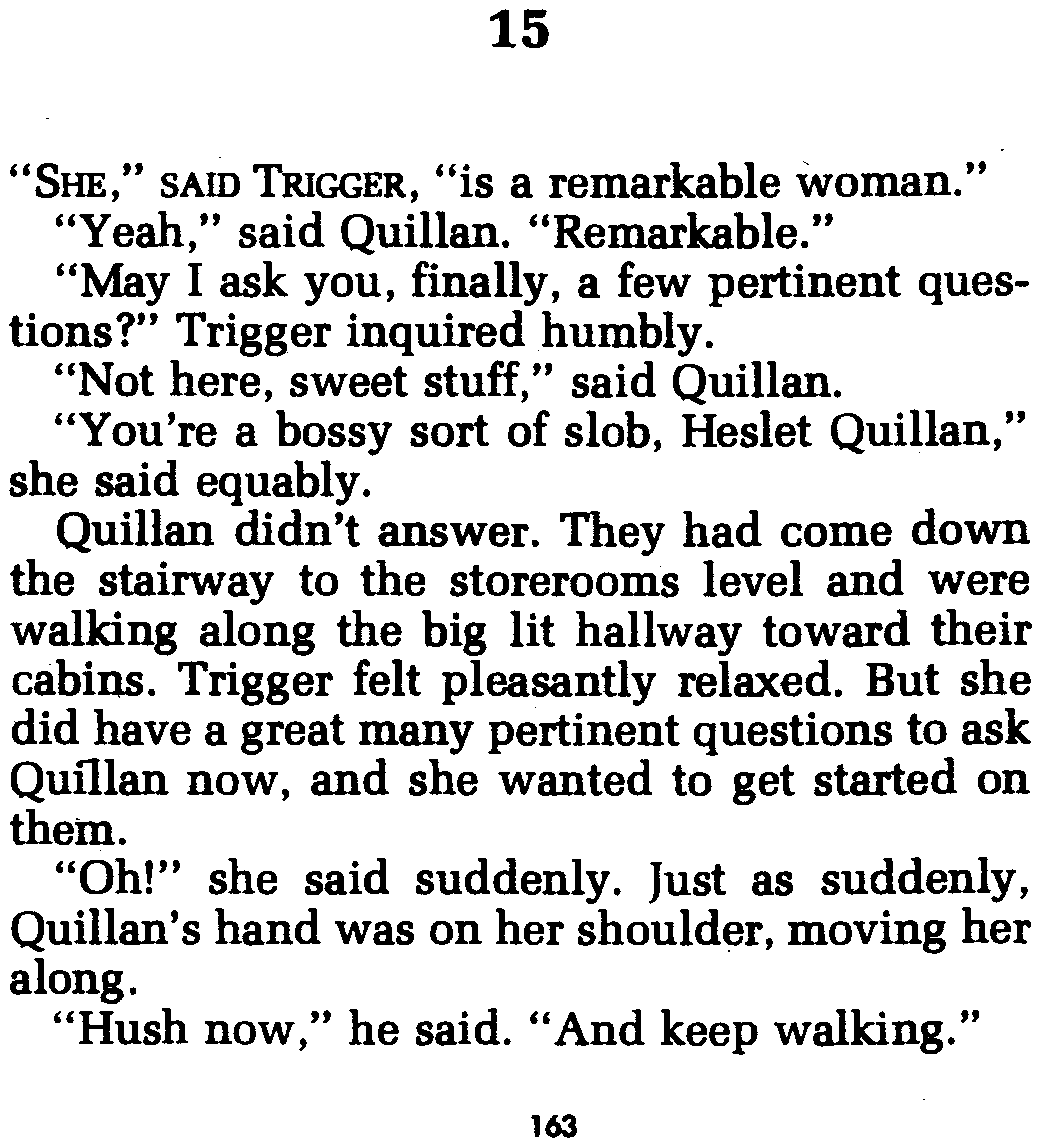 15
“SHE,” SAID TRIGGER, “is a remarkable woman.”
“Yeah,” said Quillan. “Remarkable.”
“May I ask you, finally, a few pertinent ques-
tions?” Trigger inquired humbly.
“Not here, sweet stuff,” said Quillan.
“You're a bossy sort of slob, Heslet Quillan,”
she said equably.
Quillan didn't answer. They had come down
the stairway to the storerooms level and were
walking along the big lit hallway toward their
cabins. Trigger felt pleasantly relaxed. But she
did have a great many pertinent questions to ask
Quillan now, and she wanted to get started on
them.
“Oh!” she said suddenly. Just as suddenly,
Quillan's hand was on her shoulder, moving her
along.
“Hush now,” he said. “And keep walking.”
163